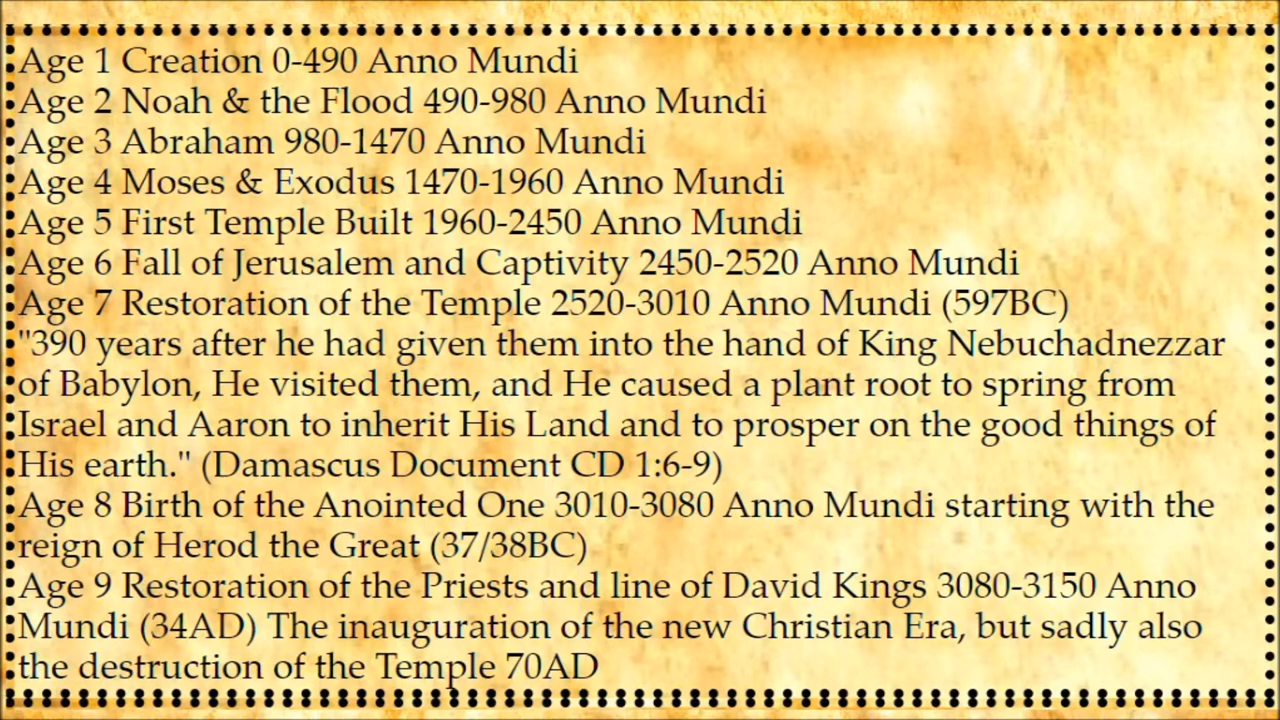 Age 1 Creation 0-490 Anno Mundi
Age 2 Noah & the Flood 490-980 Anno Mundi
Age 3 Abraham 980-1470 Anno Mundi
Age 4 Moses & Exodus 1470-1960 Anno Mundi
Age 5 First Temple Built 1960-2450 Anno Mundi
Age 6 Fall of Jerusalem and Captivity 2450-2520 Anno Mundi
Age 7 Restoration of the Temple 2520-3010 Anno Mundi (597BC)
"390 years after he had given them into the hand of King Nebuchadnezzar
of Babylon, He visited them, and He caused a plant root to spring from
Israel and Aaron to inherit His Land and to prosper on the good things of
His earth." (Damascus Document CD 1:6-9)
Age 8 Birth of the Anointed One 3010-3080 Anno Mundi starting with the
reign of Herod the Great (37/38BC)
Age 9 Restoration of the Priests and line of David Kings 3080-3150 Anno
Mundi (34AD) The inauguration of the new Christian Era, but sadly also
the destruction of the Temple 70AD